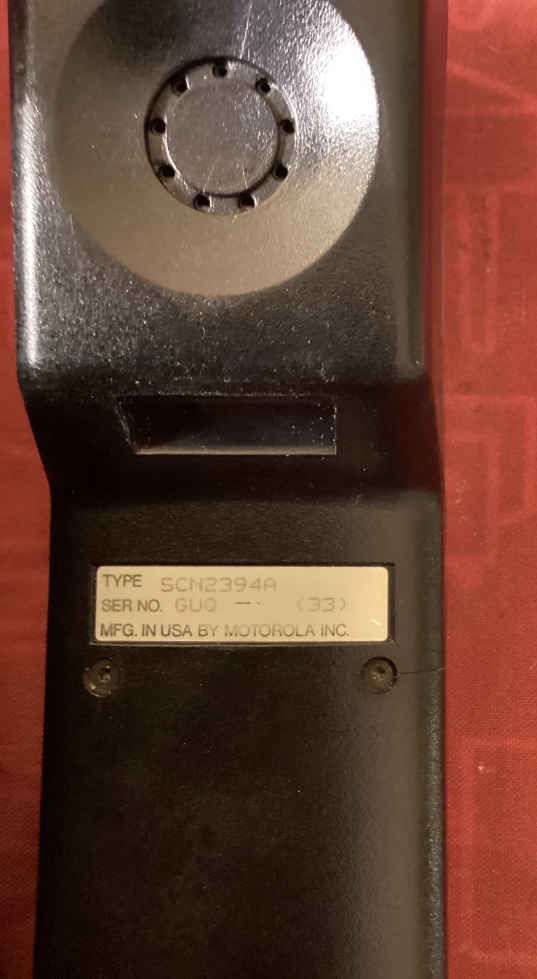 TYPE SCN2394A
SER NO. GUQ --- (33)
MFG. IN USA BY MOTOROLA INC.